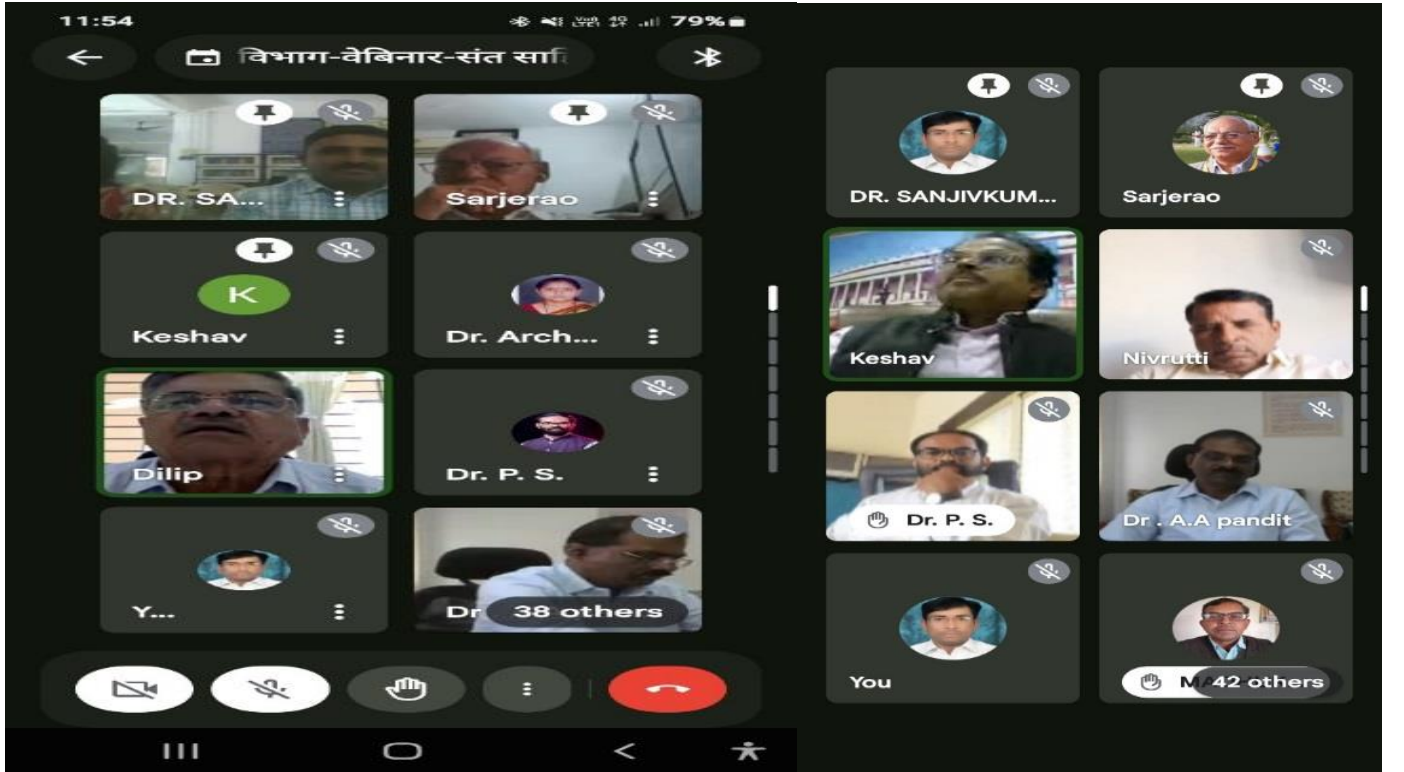 11:54
79%
विभाग-वेबिनार-संत
DR. SA...
Sarjerao
K
Keshav
Dr. Arch...
Dilip
Dr. P. S.
Y...
Dr
38 others
DR. SANJIVKUM...
Sarjerao
Keshav
Nivrutti
Dr. P. S.
Dr . A.A pandit
You
42 others